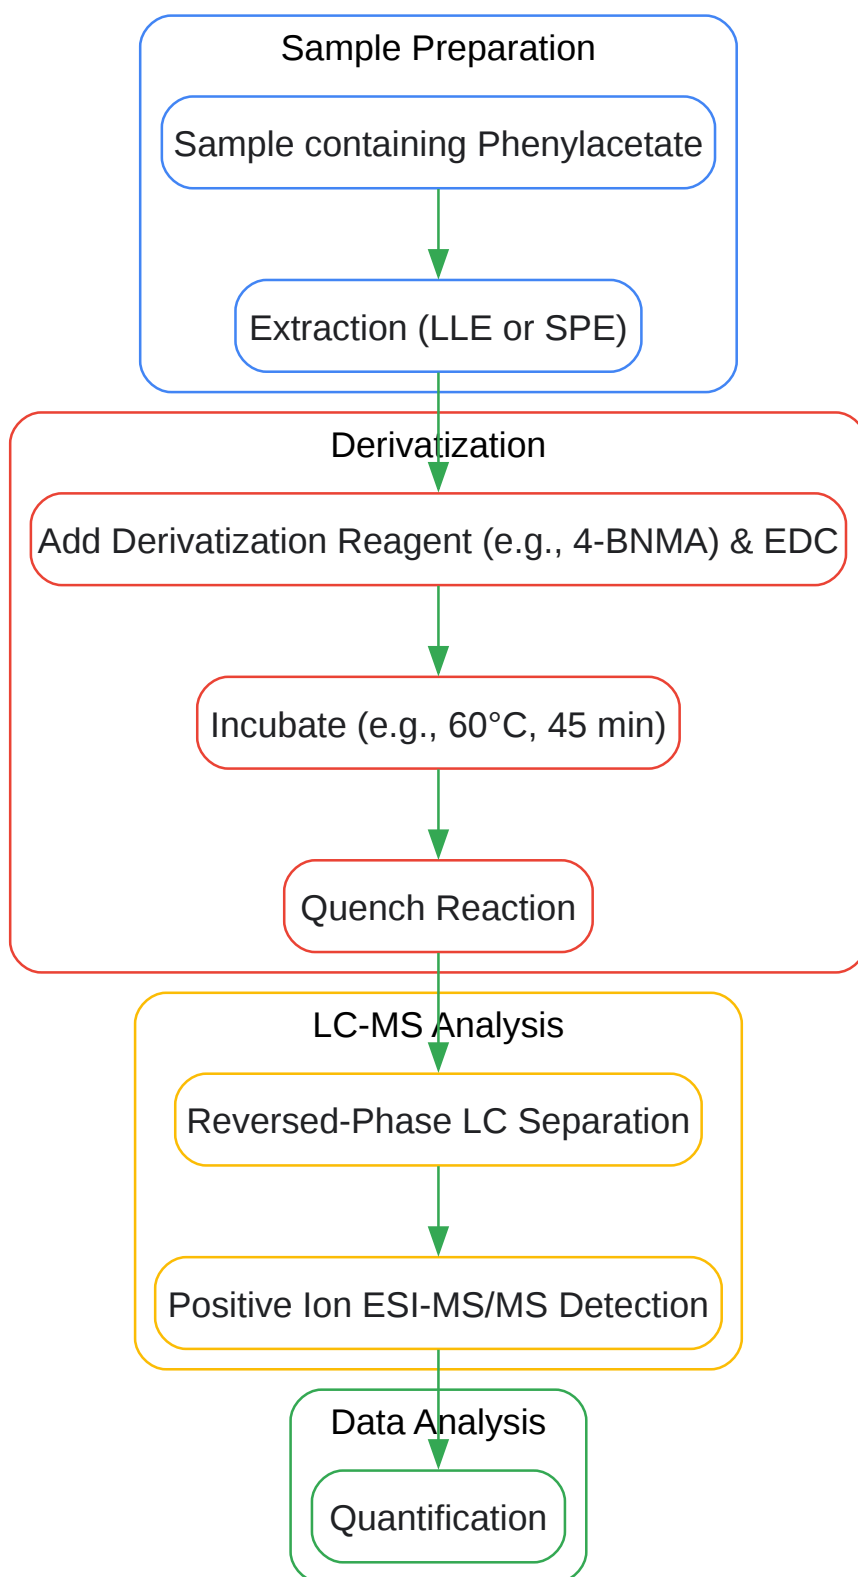 Sample Preparation
Sample containing Phenylacetate
Extraction (LLE or SPE)
Derivatization
Add Derivatization Reagent (e.g., 4-BNMA) & EDC
Incubate (e.g., 60°C, 45 min)
Quench Reaction
LC-MS Analysis
Reversed-Phase LC Separation
Positive Ion ESI-MS/MS Detection
Data Analysis
Quantification